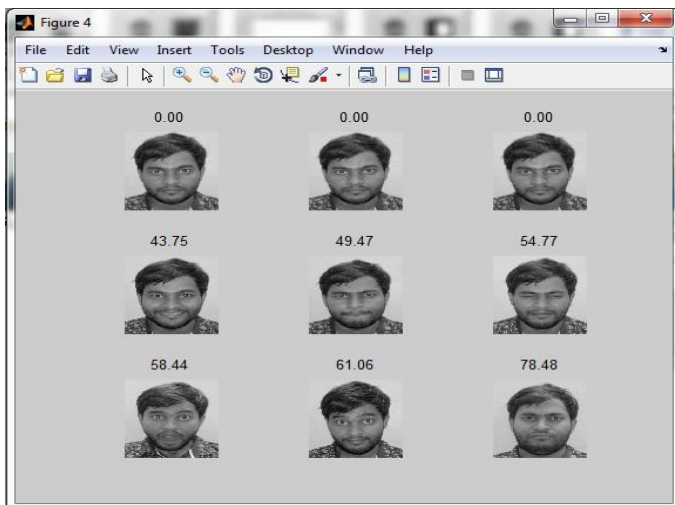 Figure 4
File Edit View Insert Tools Desktop Window Help
0.00 0.00 0.00
43.75 49.47 54.77
58.44 61.06 78.48